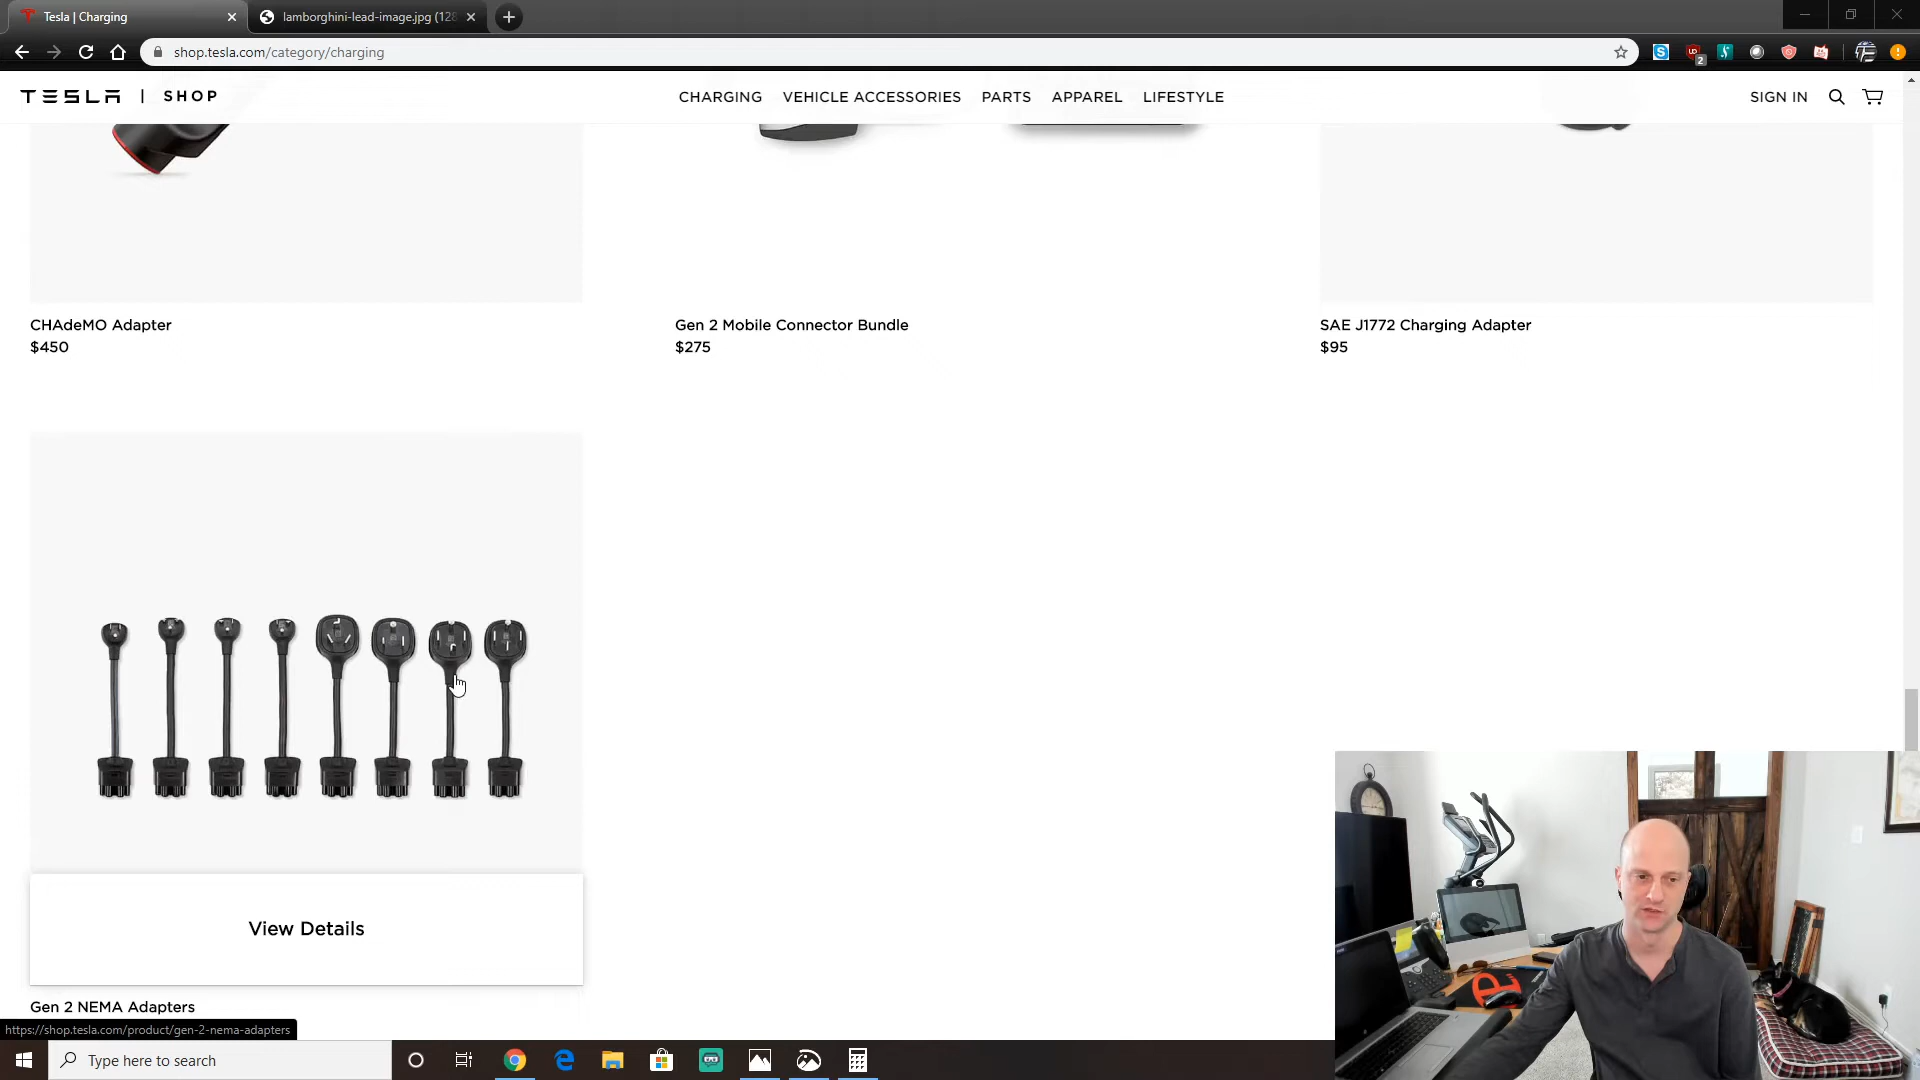 Tesla | Charging
lamborghini-lead-image.jpg (128
shop.tesla.com/category/charging
2
TESLA | SHOP
CHARGING VEHICLE ACCESSORIES PARTS APPAREL LIFESTYLE
SIGN IN
CHAdeMO Adapter
$450
Gen 2 Mobile Connector Bundle
$275
SAE J1772 Charging Adapter
$95
View Details
Gen 2 NEMA Adapters
https://shop.tesla.com/product/gen-2-nema-adapters
Type here to search